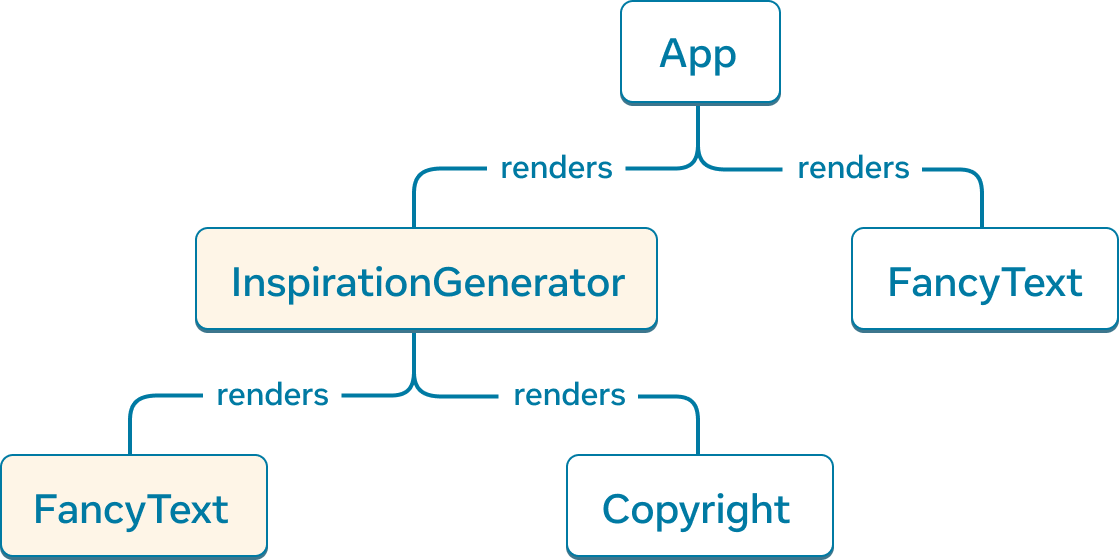 App
renders
renders
InspirationGenerator
FancyText
renders
renders
FancyText
Copyright